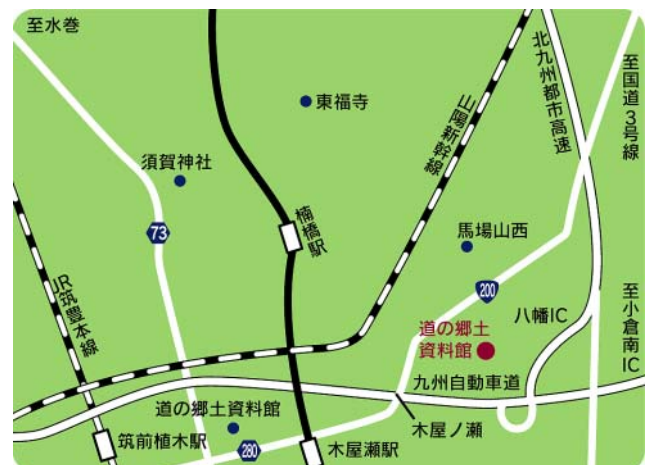 至水巻
東福寺
山陽新幹線
北九州都市高速
至国道3号線
須賀神社
73
楠橋駅
馬場山西
200
JR筑豊本線
道の郷土
資料館
八幡IC
至小倉南
IC
九州自動車道
道の郷土資料館
木屋ノ瀬
筑前植木駅
280
木屋瀬駅